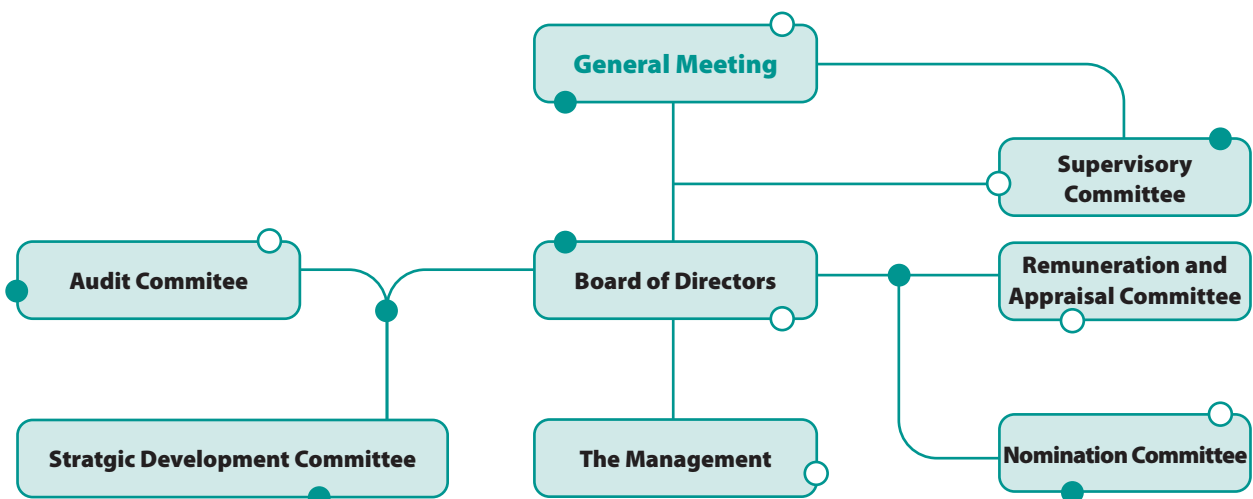 General Meeting
Supervisory
Committee
Audit Commitee
Board of Directors
Remuneration and
Appraisal Committee
Stratgic Development Committee
The Management
Nomination Committee